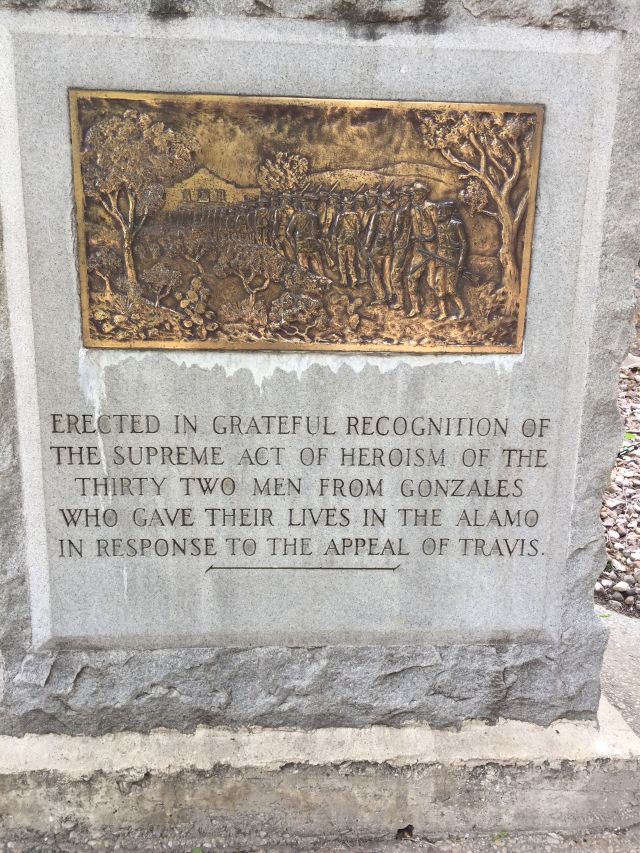 ERECTED IN GRATEFUL RECOGNITION OF
THE SUPREME ACT OF HEROISM OF THE
THIRTY TWO MEN FROM GONZALES
WHO GAVE THEIR LIVES IN THE ALAMO
IN RESPONSE TO THE APPEAL OF TRAVIS.